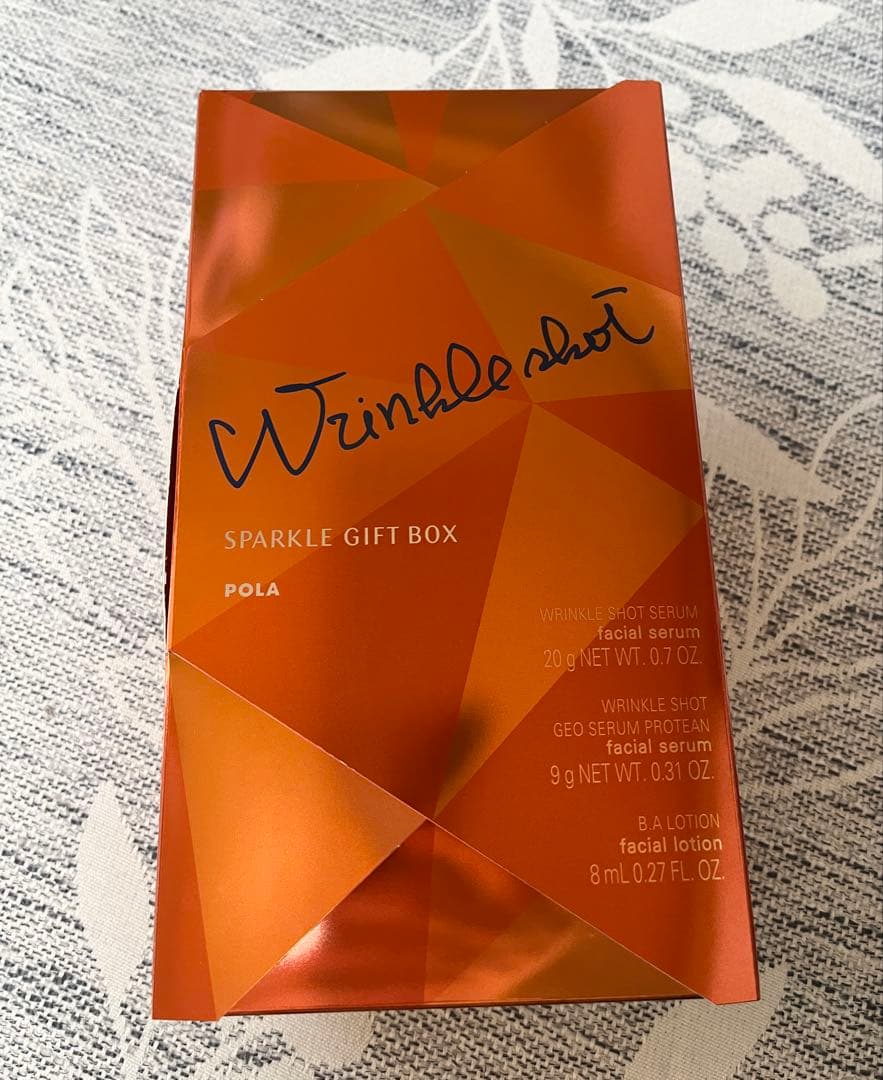 Wrinkle shot
SPARKLE GIFT BOX
POLA
WRINKLE SHOT SERUM
facial serum
20 g NET WT. 0.7 OZ.
WRINKLE SHOT
GEO SERUM PROTEAN
facial serum
9 g NET WT. 0.31 OZ.
B.A LOTION
facial lotion
8 mL 0.27 FL. OZ.